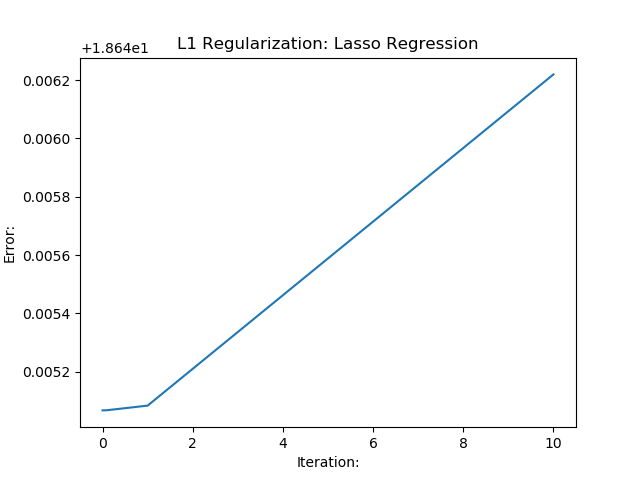 L1 Regularization: Lasso Regression
+1.864e1
0.0062
0.0060
0.0058
0.0056
0.0054
0.0052
Error:
0 2 4 6 8 10
Iteration: